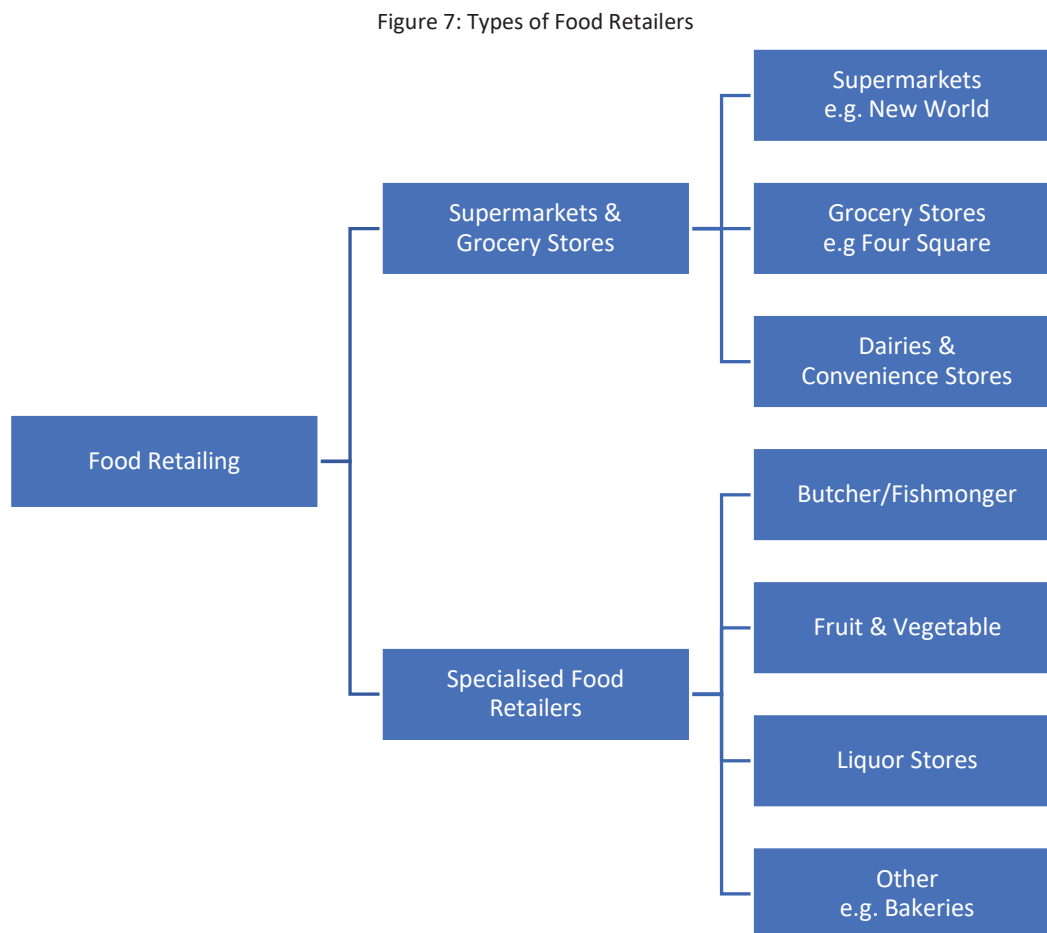 Figure 7: Types of Food Retailers
Supermarkets
e.g. New World
Supermarkets &
Grocery Stores
Grocery Stores
e.g Four Square
Dairies &
Convenience Stores
Food Retailing
Butcher/Fishmonger
Fruit & Vegetable
Specialised Food
Retailers
Liquor Stores
Other
e.g. Bakeries